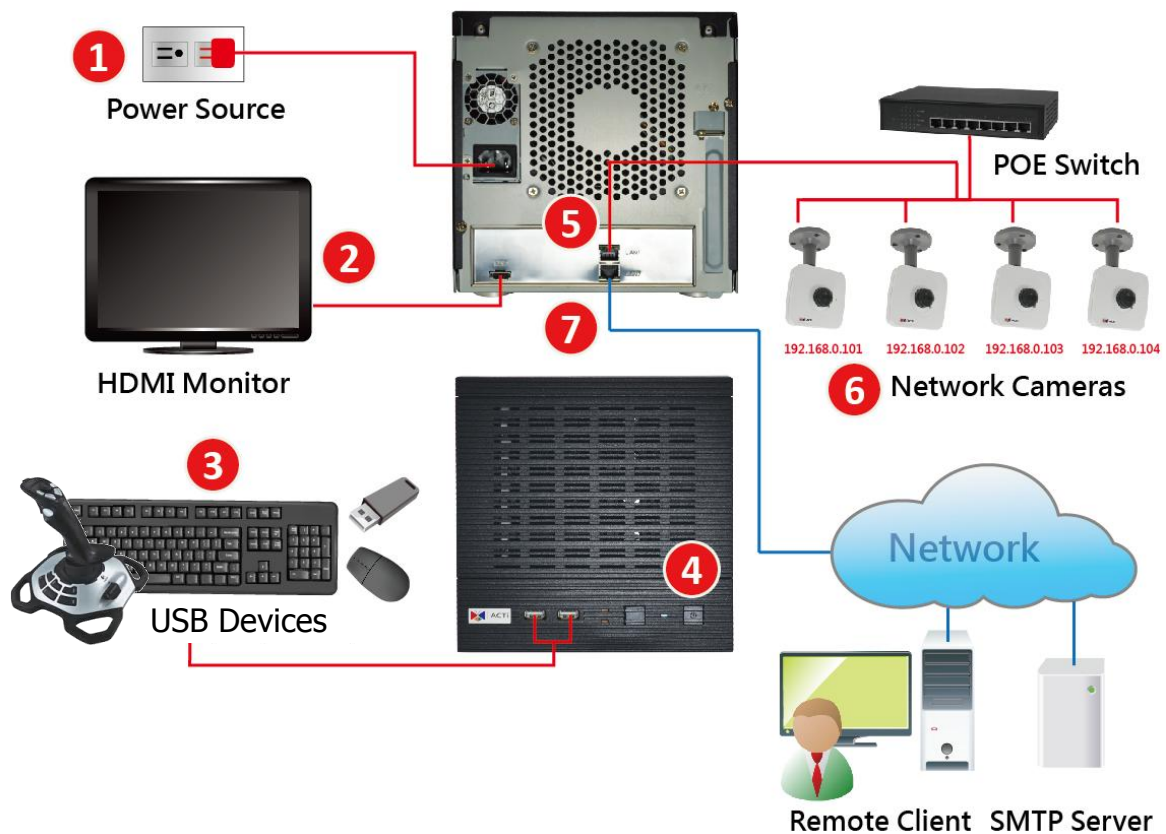 1
Power Source
POE Switch
5
2
7
HDMI Monitor
192.168.0.101
192.168.0.102
192.168.0.103
192.168.0.104
6
Network Cameras
3
USB Devices
4
ACTi
Network
Remote Client
SMTP Server